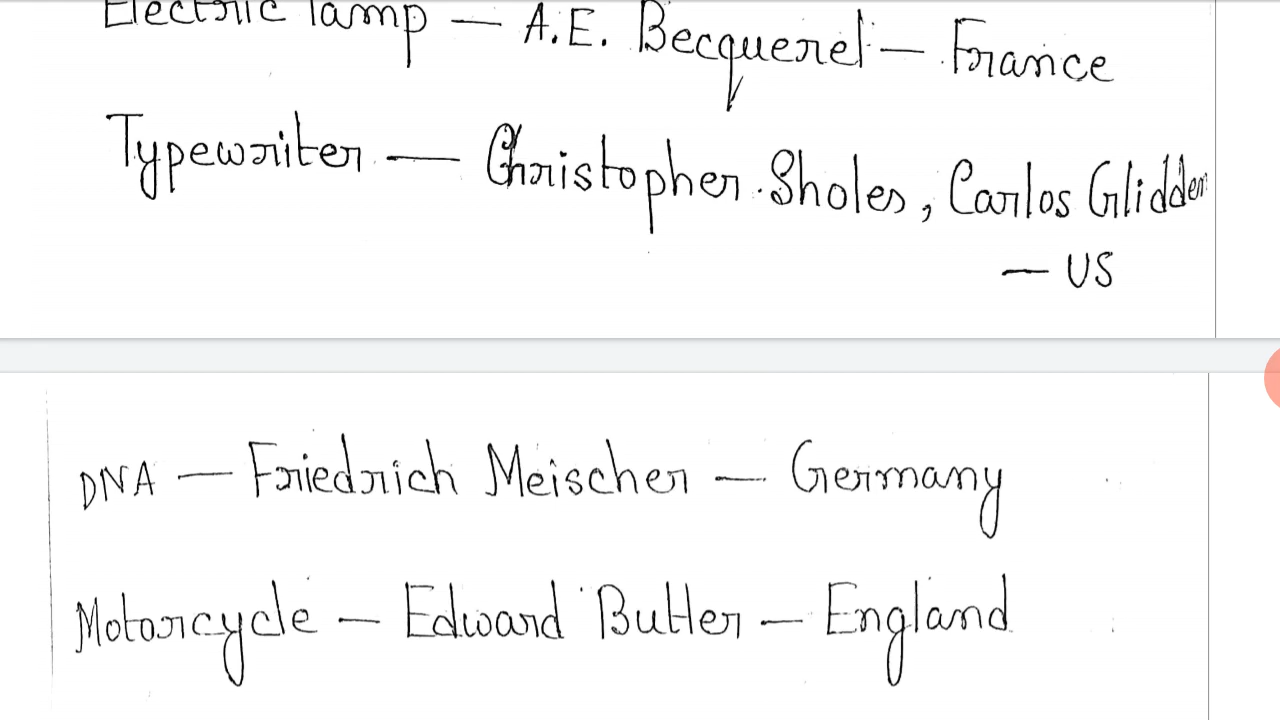 Electric lamp — A.E. Becquerel — France
Typewriter — Christopher Sholes, Carlos Glidden
— US
DNA — Friedrich Meischer — Germany
Motorcycle — Edward Butler — England